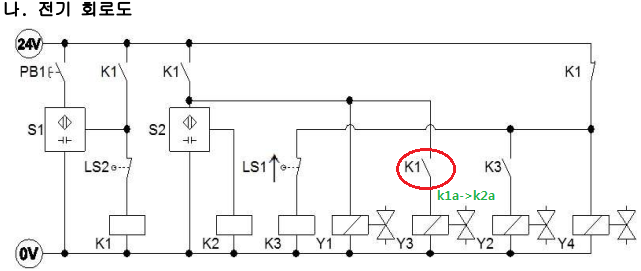 나. 전기 회로도
24V
PB1 K1 K1 K1
S1 S2
LS2 LS1 K1 K3
k1a->k2a
K1 K2 K3 Y1 Y3 Y2 Y4
0V